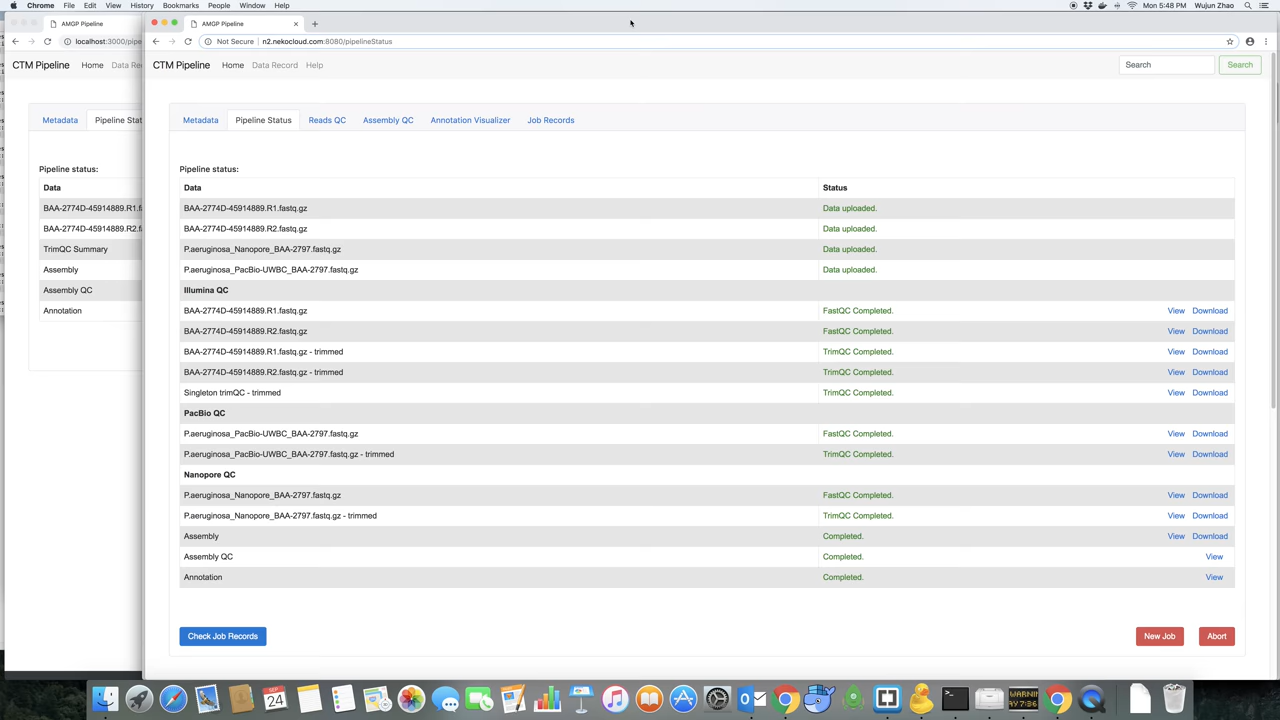 Chrome File Edit View History Bookmarks People Window Help Mon 5:48 PM Wujun Zhao
AMGP Pipeline
localhost:3000/pipe
CTM Pipeline Home Data Re
Metadata Pipeline Stat
Pipeline status:
Data
BAA-2774D-45914889.R1.f
BAA-2774D-45914889.R2.f
TrimQC Summary
Assembly
Assembly QC
Annotation
AMGP Pipeline
Not Secure n2.nekocloud.com:8080/pipelineStatus
CTM Pipeline Home Data Record Help Search Search
Metadata Pipeline Status Reads QC Assembly QC Annotation Visualizer Job Records
Pipeline status:
Data Status
BAA-2774D-45914889.R1.fastq.gz Data uploaded.
BAA-2774D-45914889.R2.fastq.gz Data uploaded.
P.aeruginosa_Nanopore_BAA-2797.fastq.gz Data uploaded.
P.aeruginosa_PacBio-UWBC_BAA-2797.fastq.gz Data uploaded.
Illumina QC
BAA-2774D-45914889.R1.fastq.gz FastQC Completed. View Download
BAA-2774D-45914889.R2.fastq.gz FastQC Completed. View Download
BAA-2774D-45914889.R1.fastq.gz - trimmed TrimQC Completed. View Download
BAA-2774D-45914889.R2.fastq.gz - trimmed TrimQC Completed. View Download
Singleton trimQC - trimmed TrimQC Completed. View Download
PacBio QC
P.aeruginosa_PacBio-UWBC_BAA-2797.fastq.gz FastQC Completed. View Download
P.aeruginosa_PacBio-UWBC_BAA-2797.fastq.gz - trimmed TrimQC Completed. View Download
Nanopore QC
P.aeruginosa_Nanopore_BAA-2797.fastq.gz FastQC Completed. View Download
P.aeruginosa_Nanopore_BAA-2797.fastq.gz - trimmed TrimQC Completed. View Download
Assembly Completed. View Download
Assembly QC Completed. View
Annotation Completed. View
Check Job Records New Job Abort
SEP
24
WARNIN